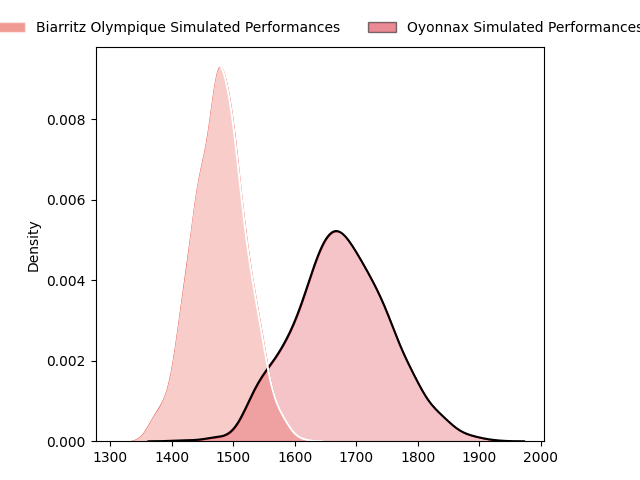 Biarritz Olympique Simulated Performances
Oyonnax Simulated Performances
0.008
0.006
0.004
0.002
0.000
Density
1300 1400 1500 1600 1700 1800 1900 2000